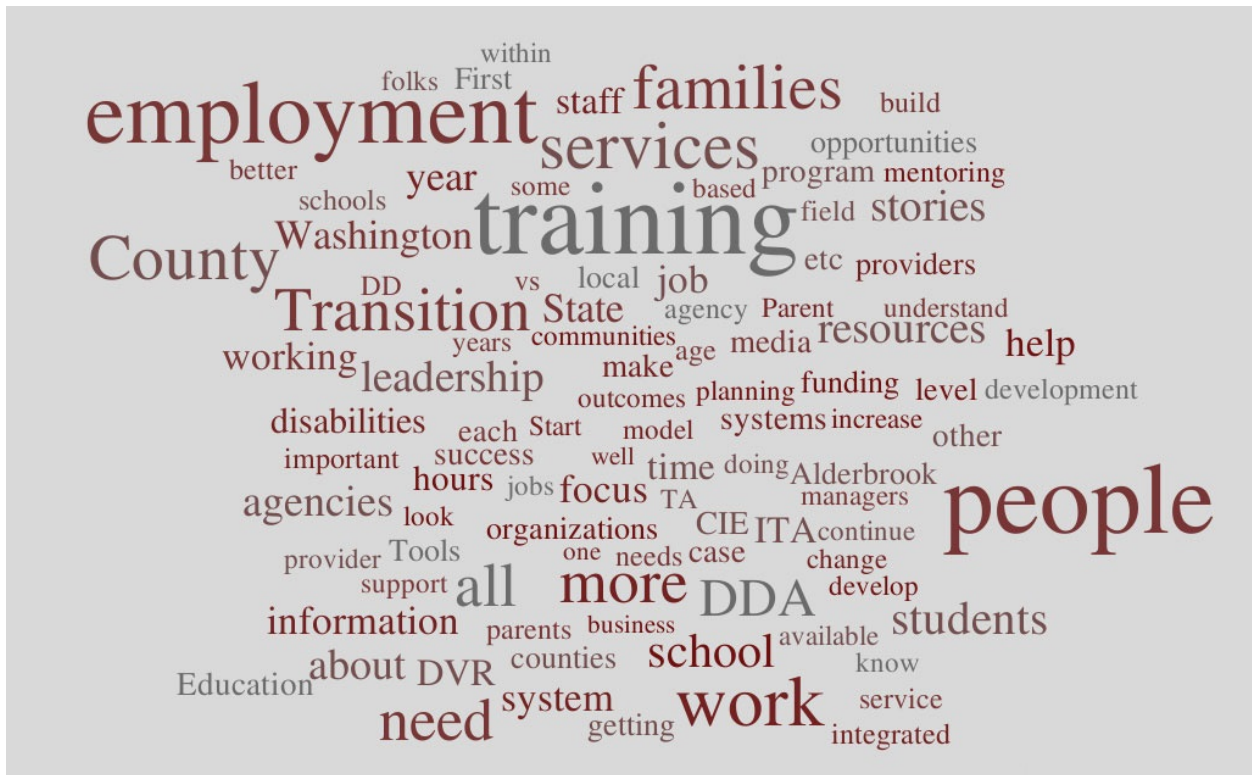 within
folks First
employment staff families build
services opportunities
better year some based program mentoring
schools training field stories
County Washington etc providers
DD vs local job
Transition State agency Parent understand
working years communities make age media resources help
leadership outcomes planning funding level development
disabilities each Start model systems increase other
important success well time doing Alderbrook
agencies hours jobs focus TA managers people
look organizations CIE ITA continue
provider Tools one needs case change
support all more DDA develop
information parents business students
Education about DVR counties school available know
need system getting work service
integrated